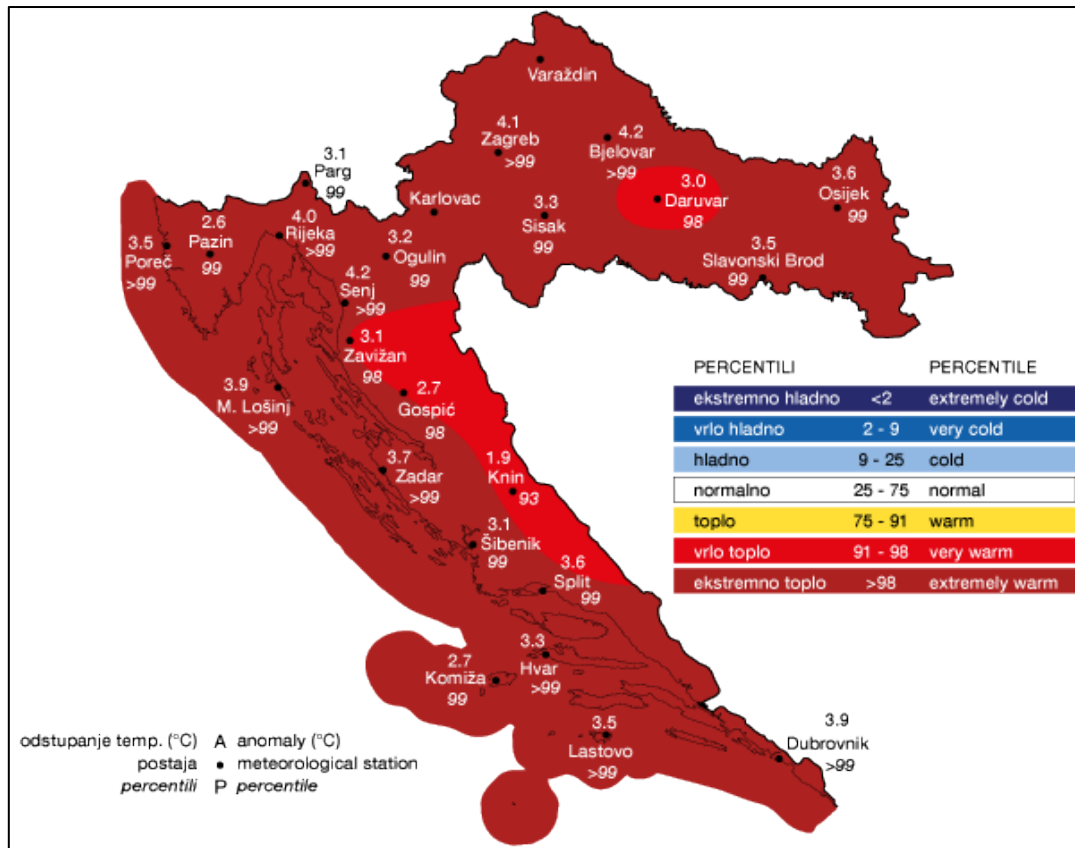 Varaždin
4.1
Zagreb
>99
4.2
Bjelovar
>99
3.0
Daruvar
98
3.6
Osijek
99
3.1
Parg
99
Karlovac
3.3
Sisak
99
3.5
Slavonski Brod
99
3.5
Poreč
>99
2.6
Pazin
99
4.0
Rijeka
>99
3.2
Ogulin
99
4.2
Senj
>99
3.1
Zavižan
98
2.7
Gospić
98
3.9
M. Lošinj
>99
3.7
Zadar
>99
1.9
Knin
93
3.1
Šibenik
99
3.6
Split
99
3.3
Hvar
>99
2.7
Komiža
99
3.5
Lastovo
>99
3.9
Dubrovnik
>99
PERCENTILI PERCENTILE
ekstremno hladno <2 extremely cold
vrlo hladno 2 - 9 very cold
hladno 9 - 25 cold
normalno 25 - 75 normal
toplo 75 - 91 warm
vrlo toplo 91 - 98 very warm
ekstremno toplo >98 extremely warm
odstupanje temp. (°C) A anomaly (°C)
postaja • meteorological station
percentili P percentile